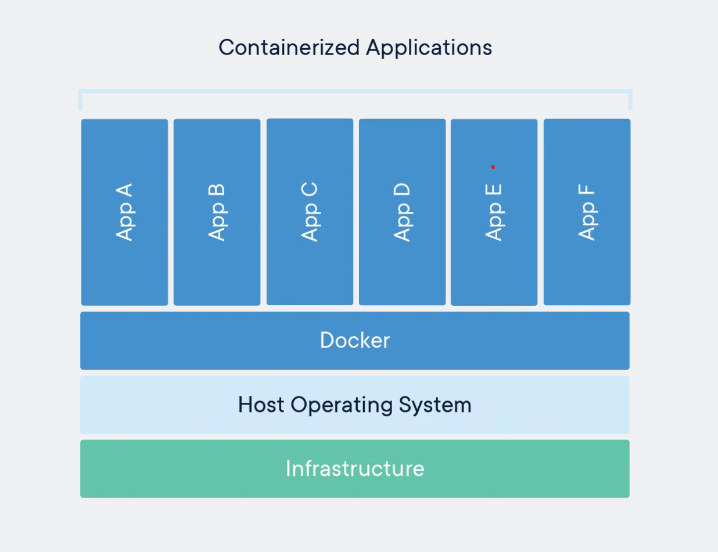 Containerized Applications
App A
App B
App C
App D
App E
App F
Docker
Host Operating System
Infrastructure